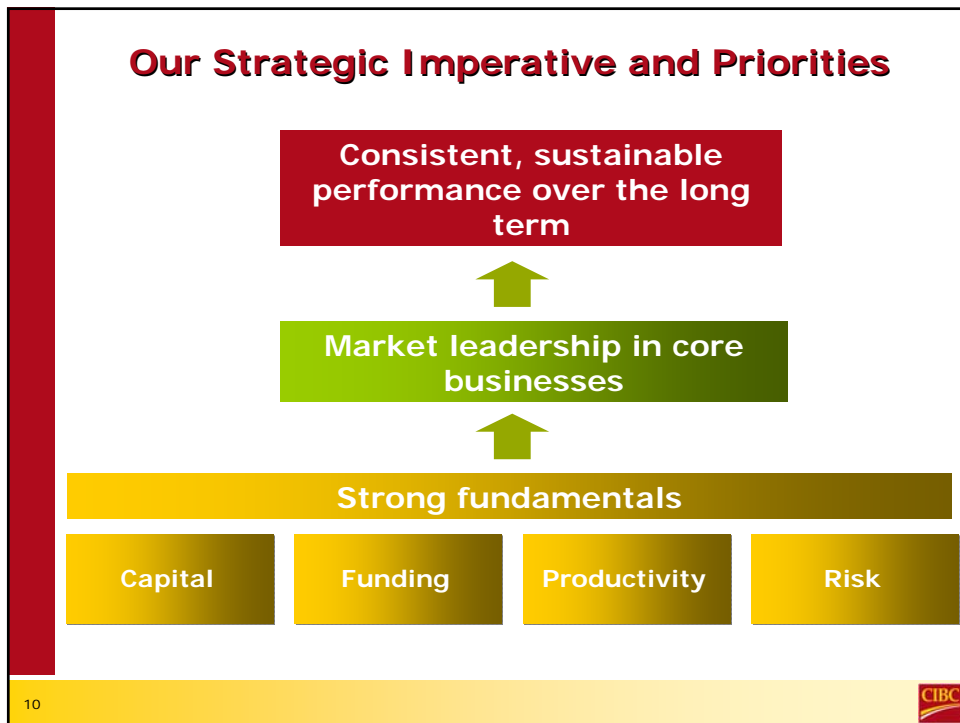 Our Strategic Imperative and Priorities
Consistent, sustainable
performance over the long
term
Market leadership in core
businesses
Strong fundamentals
Capital
Funding
Productivity
Risk
10
CIBC